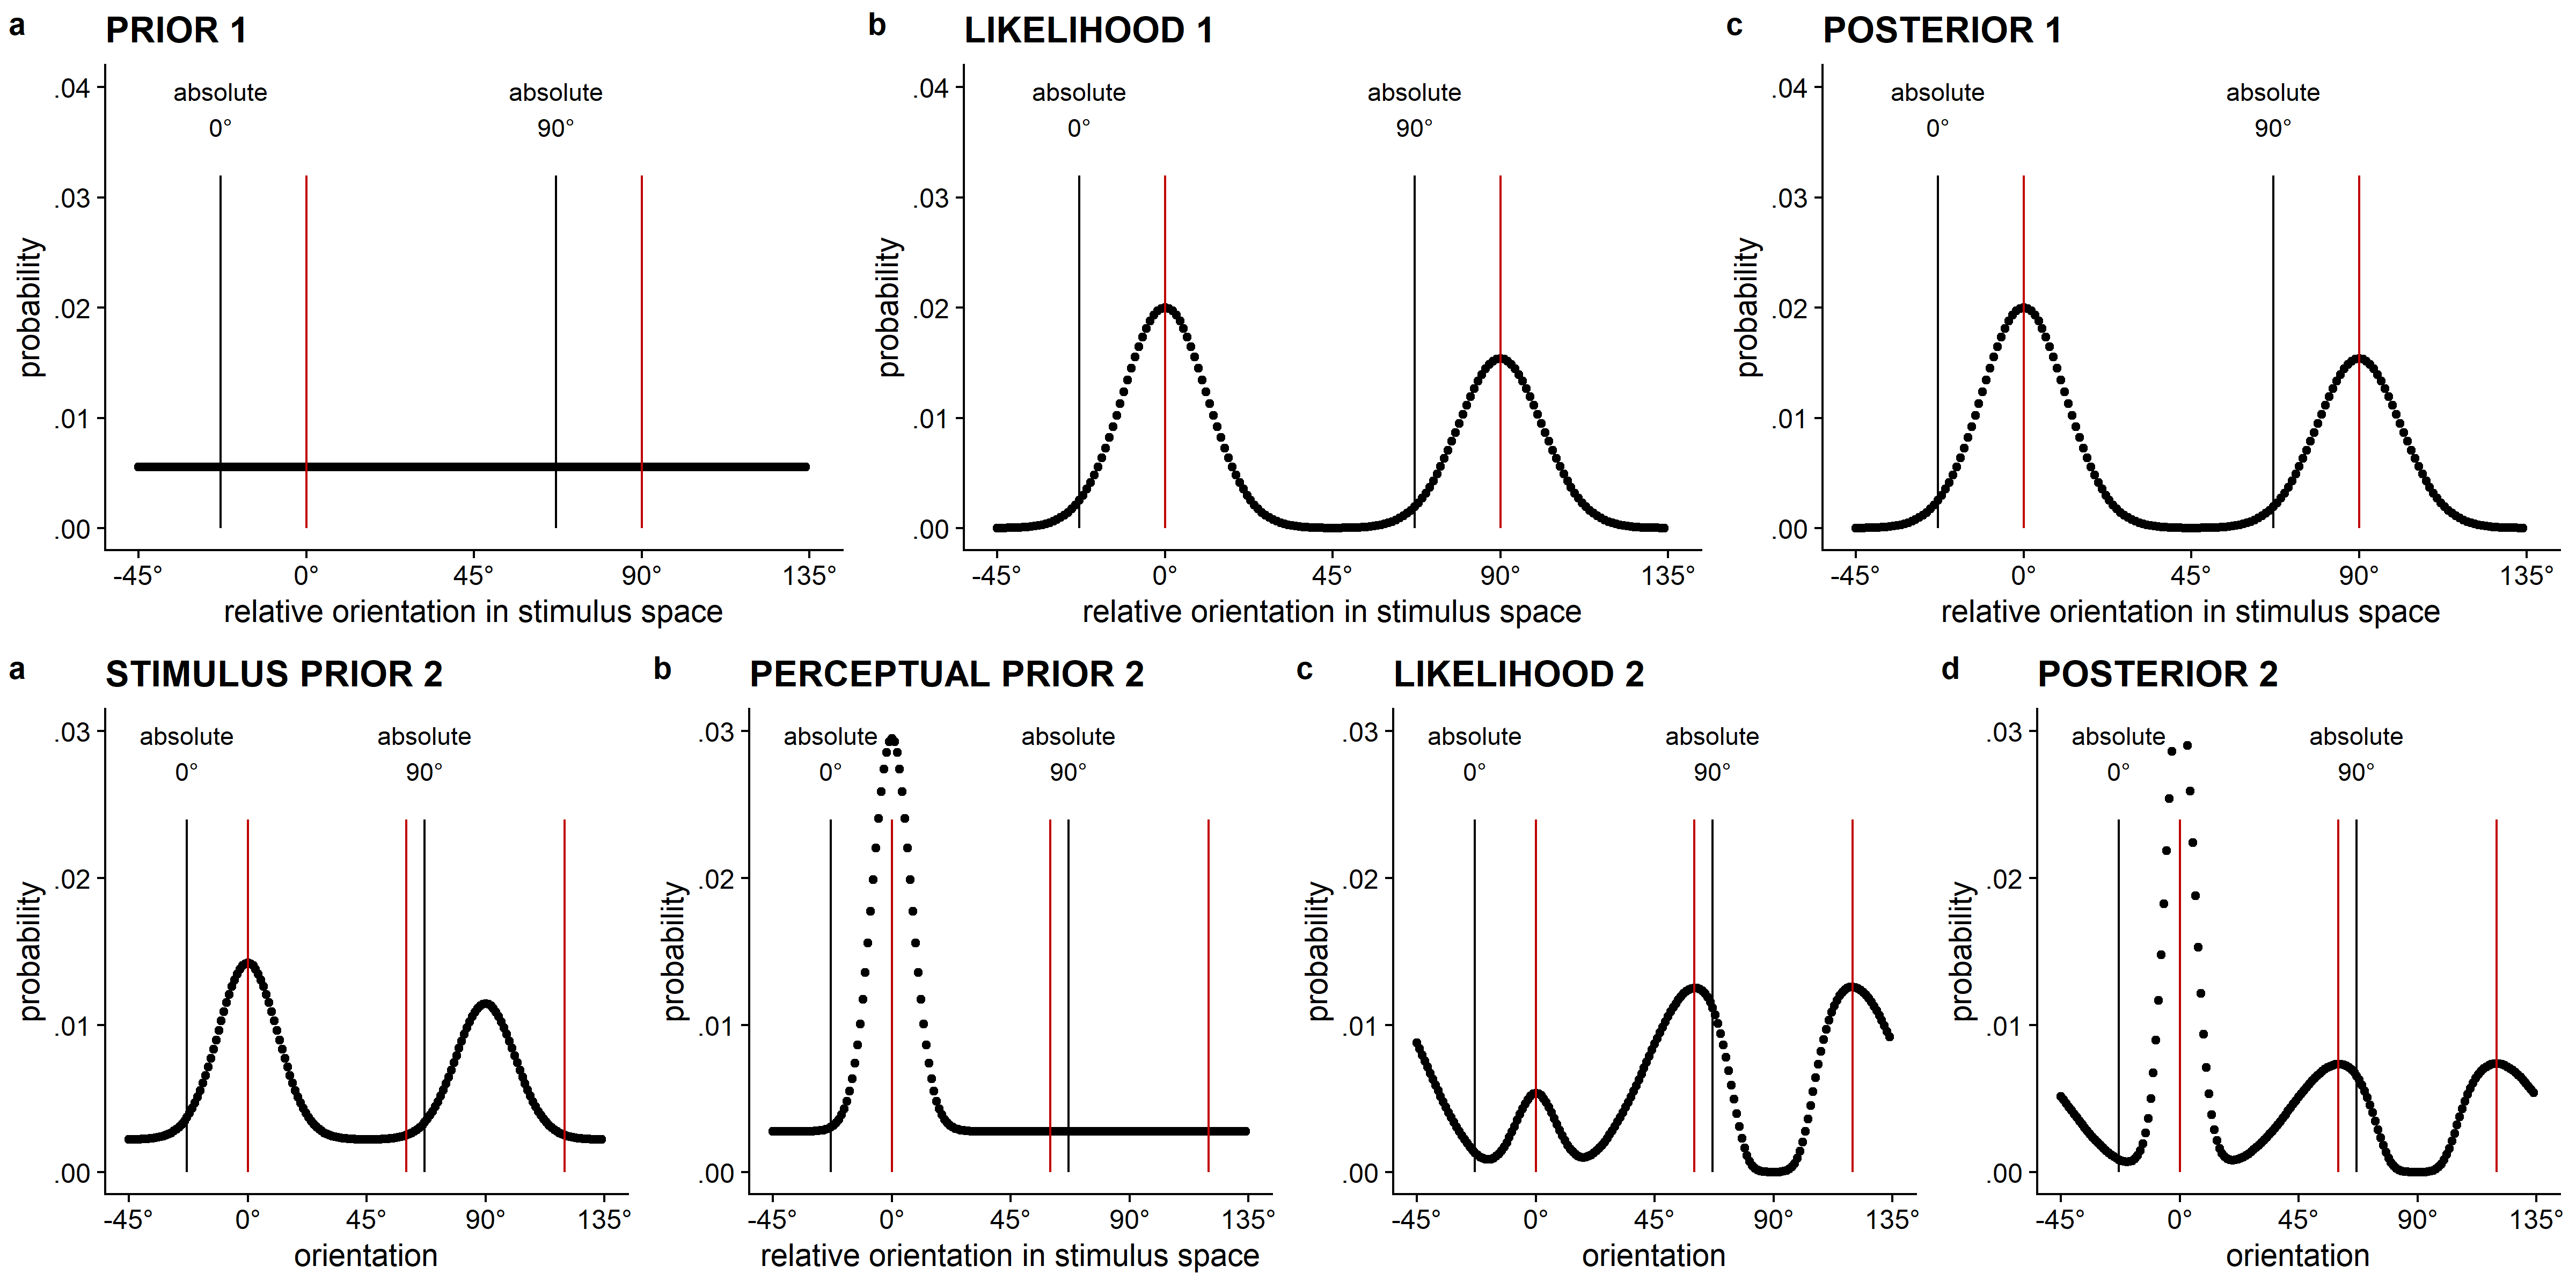 a PRIOR 1
absolute 0°
absolute 90°
.04
.03
.02
.01
.00
probability
-45° 0° 45° 90° 135°
relative orientation in stimulus space
b LIKELIHOOD 1
absolute 0°
absolute 90°
.04
.03
.02
.01
.00
probability
-45° 0° 45° 90° 135°
relative orientation in stimulus space
c POSTERIOR 1
absolute 0°
absolute 90°
.04
.03
.02
.01
.00
probability
-45° 0° 45° 90° 135°
relative orientation in stimulus space
a STIMULUS PRIOR 2
absolute 0°
absolute 90°
.03
.02
.01
.00
probability
-45° 0° 45° 90° 135°
orientation
b PERCEPTUAL PRIOR 2
absolute 0°
absolute 90°
.03
.02
.01
.00
probability
-45° 0° 45° 90° 135°
relative orientation in stimulus space
c LIKELIHOOD 2
absolute 0°
absolute 90°
.03
.02
.01
.00
probability
-45° 0° 45° 90° 135°
orientation
d POSTERIOR 2
absolute 0°
absolute 90°
.03
.02
.01
.00
probability
-45° 0° 45° 90° 135°
orientation